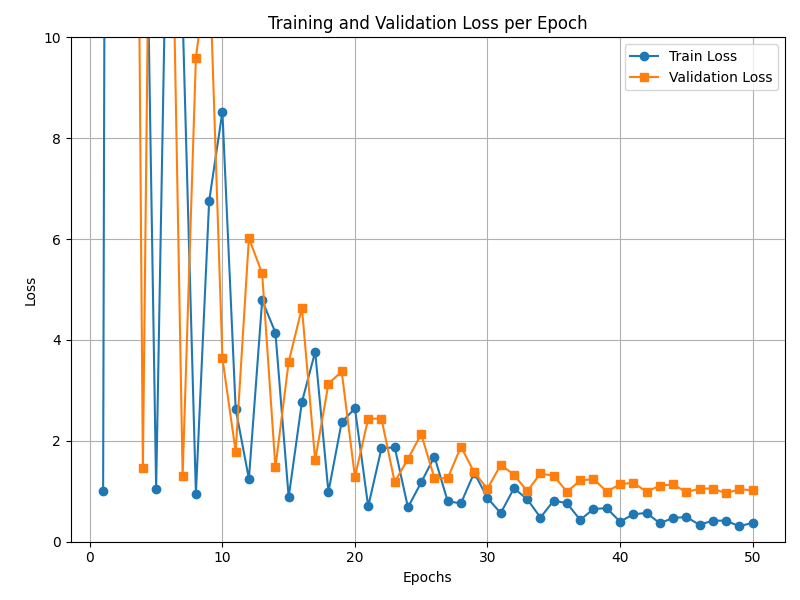 Training and Validation Loss per Epoch
Train Loss
Validation Loss
Loss
10
8
6
4
2
0
0 10 20 30 40 50
Epochs